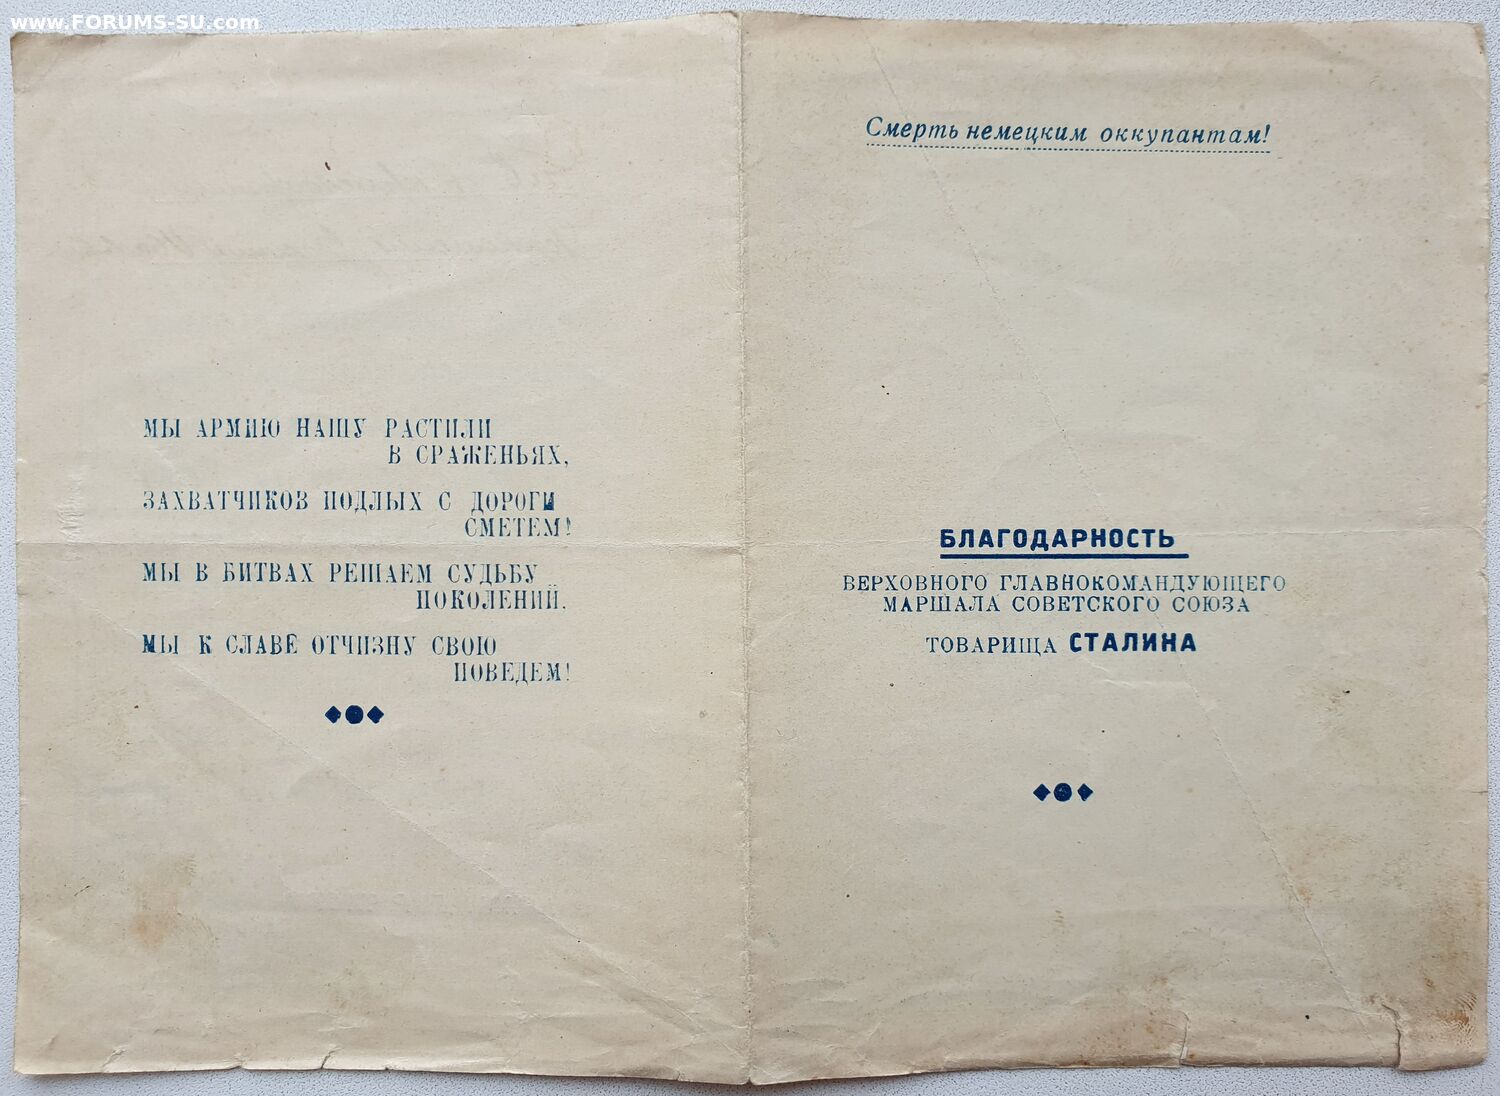 www.FORUMS-SU.com
МЫ АРМИЮ НАШУ РАСТИЛИ
В СРАЖЕНЬЯХ,
ЗАХВАТЧИКОВ ПОДЛЫХ С ДОРОГИ
СМЕТЕМ!
МЫ В БИТВАХ РЕШАЕМ СУДЬБУ
ПОКОЛЕНИЙ.
МЫ К СЛАВЕ ОТЧИЗНУ СВОЮ
ПОВЕДЕМ!
Смерть немецким оккупантам!
БЛАГОДАРНОСТЬ
ВЕРХОВНОГО ГЛАВНОКОМАНДУЮЩЕГО
МАРШАЛА СОВЕТСКОГО СОЮЗА
ТОВАРИЩА СТАЛИНА